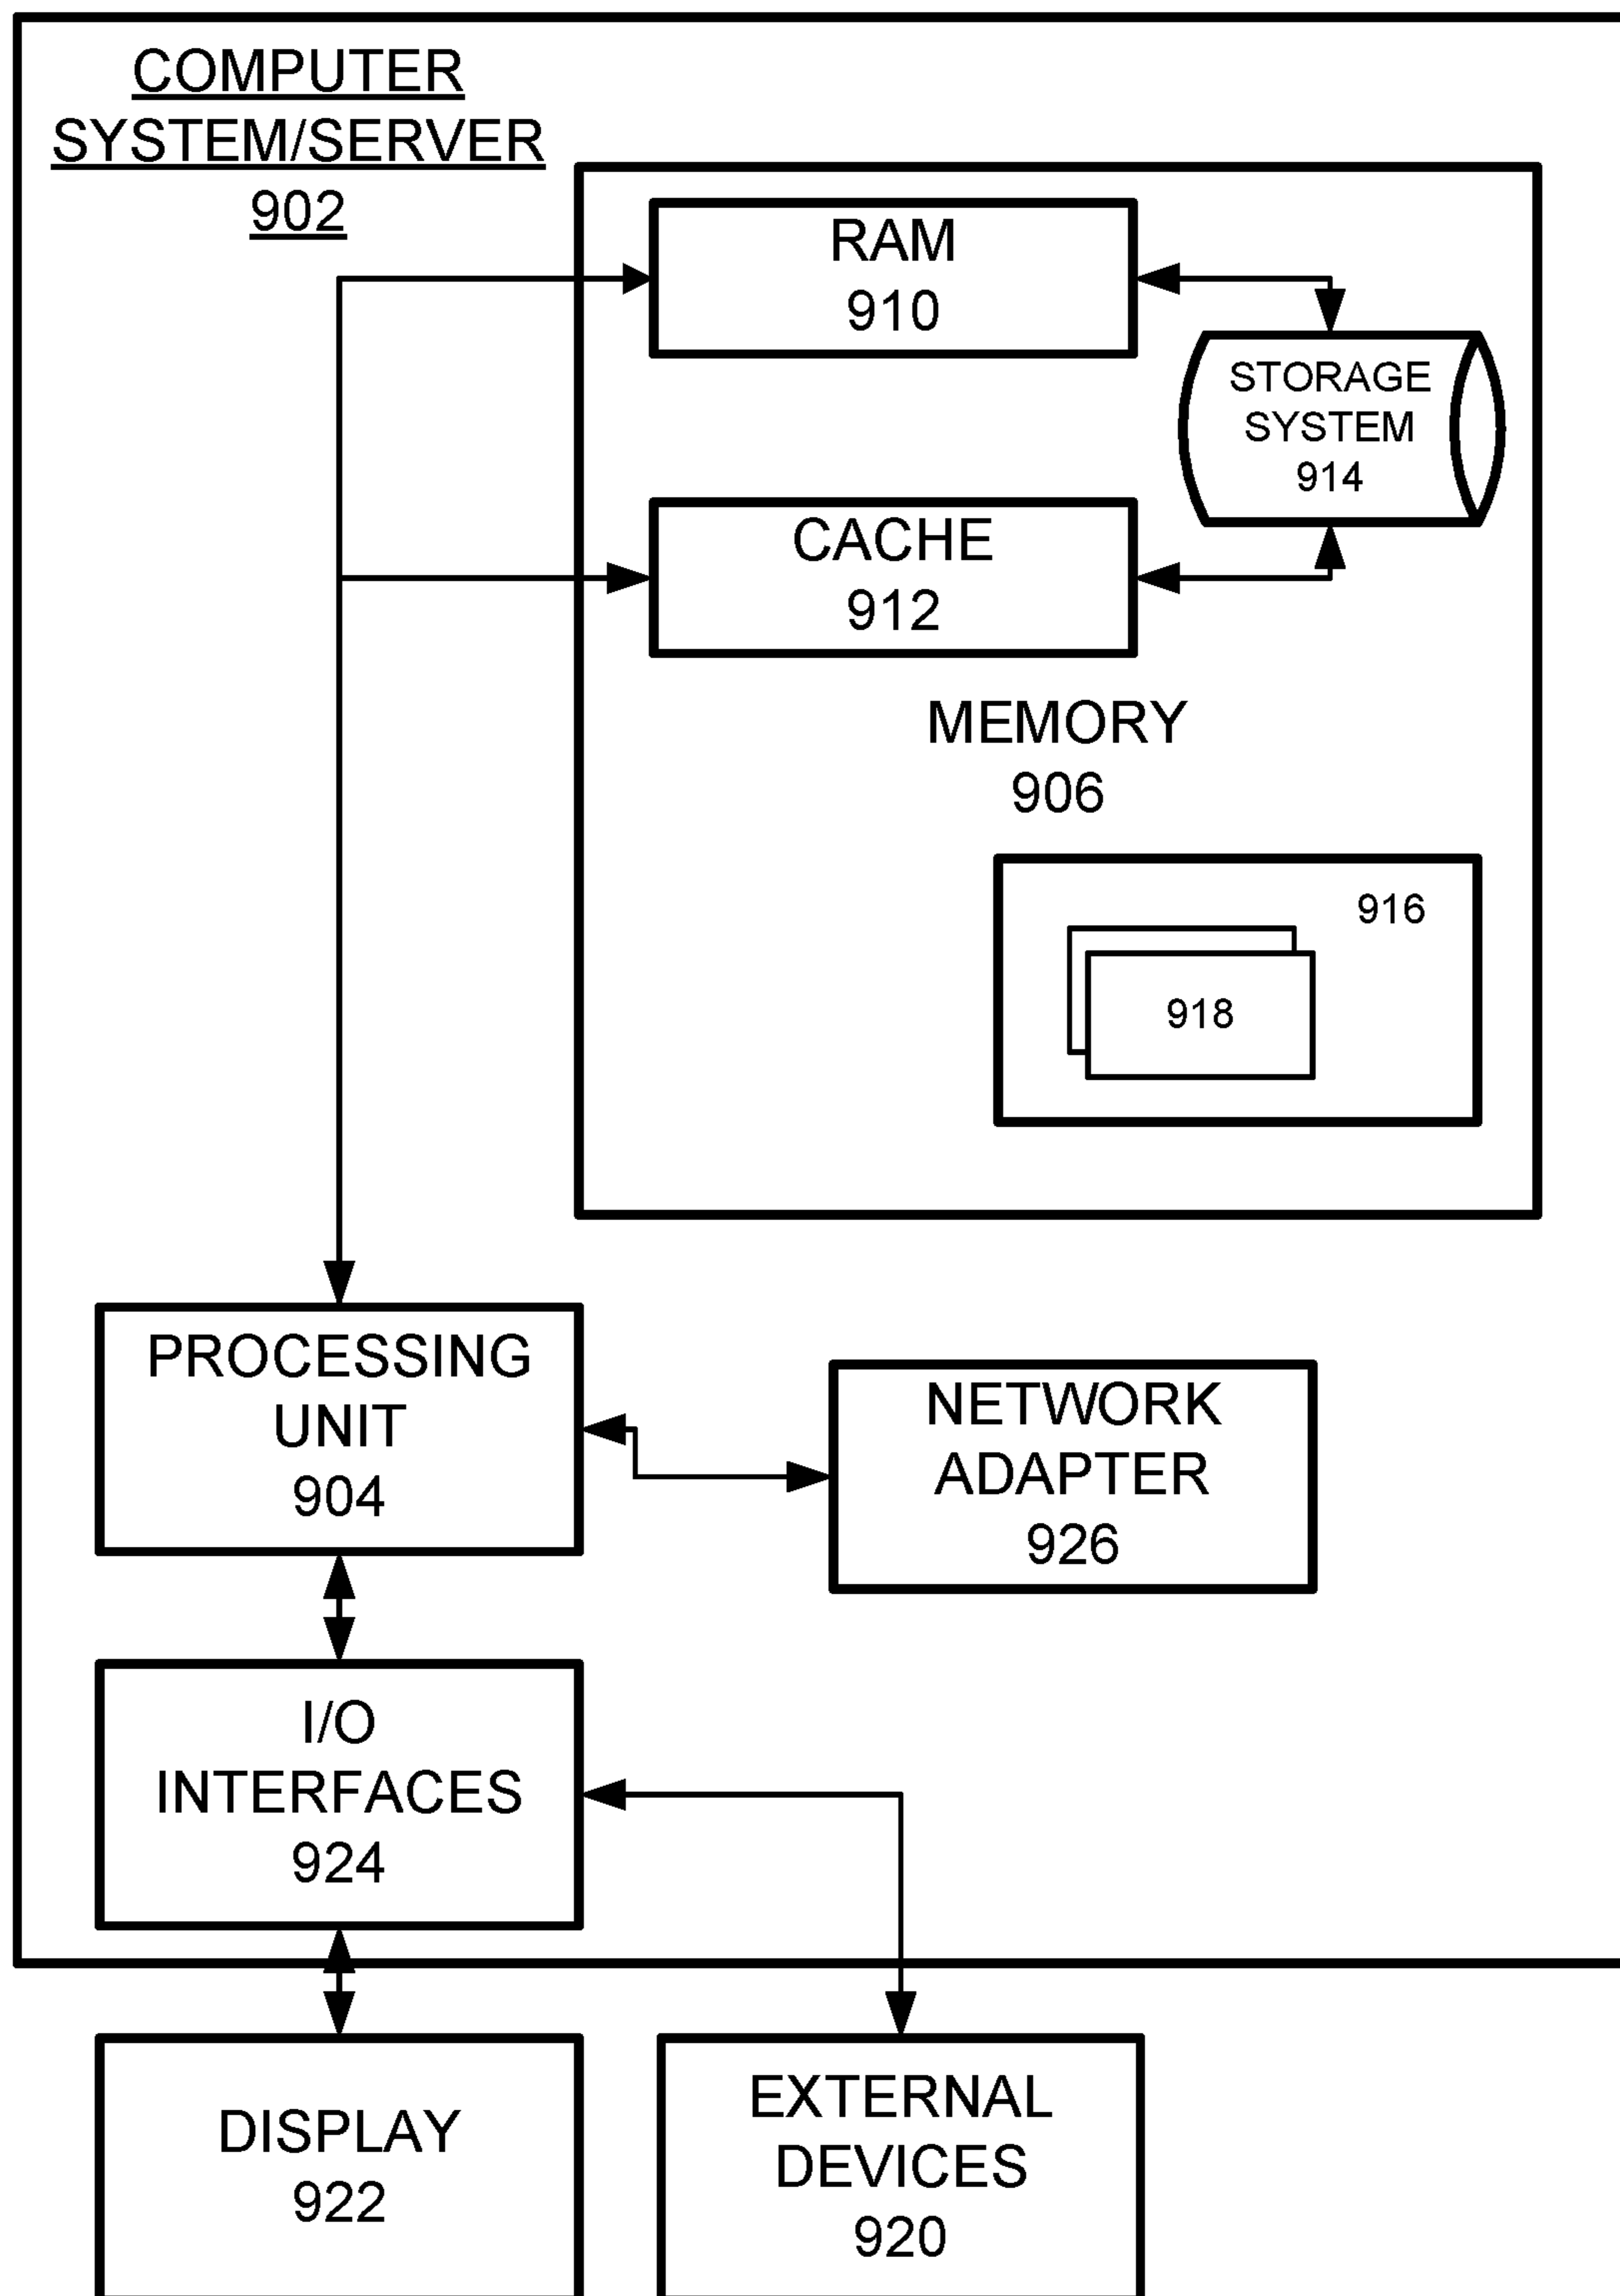 COMPUTER
SYSTEM/SERVER
902
RAM
910
STORAGE
SYSTEM
914
CACHE
912
MEMORY
906
916
918
PROCESSING
UNIT
904
NETWORK
ADAPTER
926
I/O
INTERFACES
924
DISPLAY
922
EXTERNAL
DEVICES
920